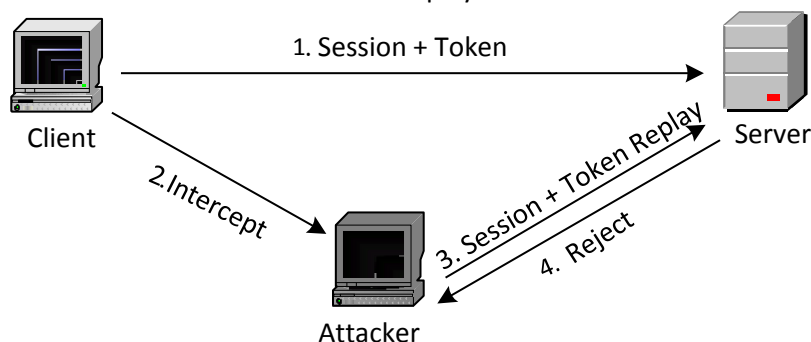 1. Session + Token
Client
Server
2.Intercept
3. Session + Token Replay
4. Reject
Attacker